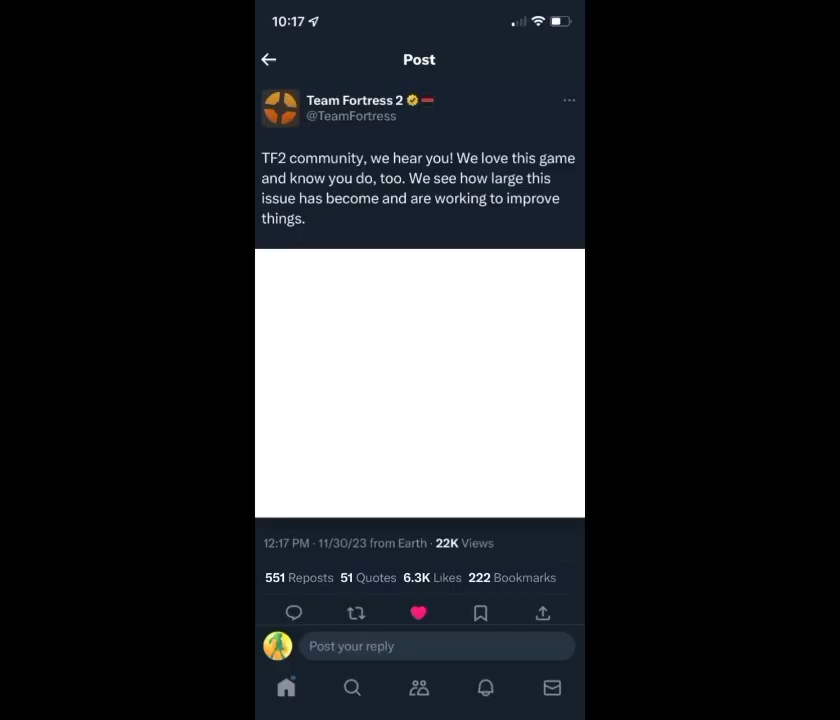 10:17
Post
Team Fortress 2
@TeamFortress
TF2 community, we hear you! We love this game
and know you do, too. We see how large this
issue has become and are working to improve
things.
12:17 PM · 11/30/23 from Earth · 22K Views
551 Reposts 51 Quotes 6.3K Likes 222 Bookmarks
Post your reply